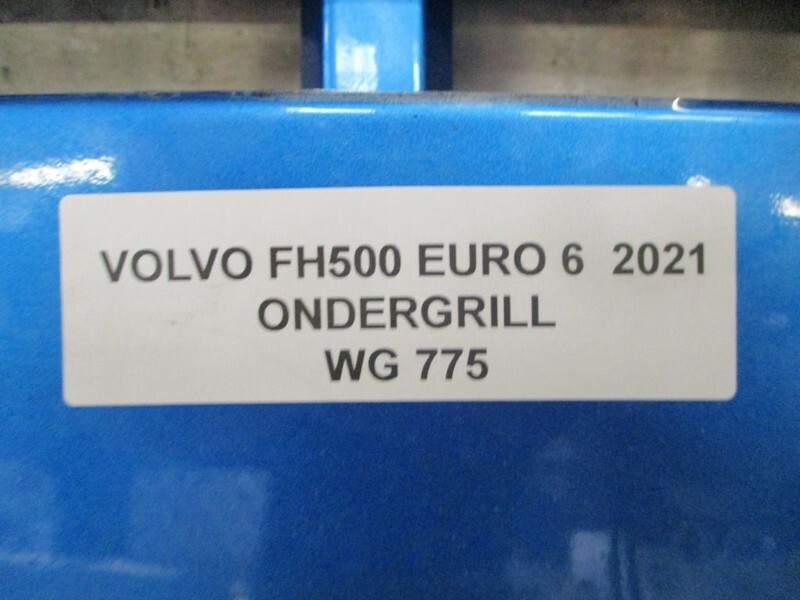 VOLVO FH500 EURO 6 2021
ONDERGRILL
WG 775